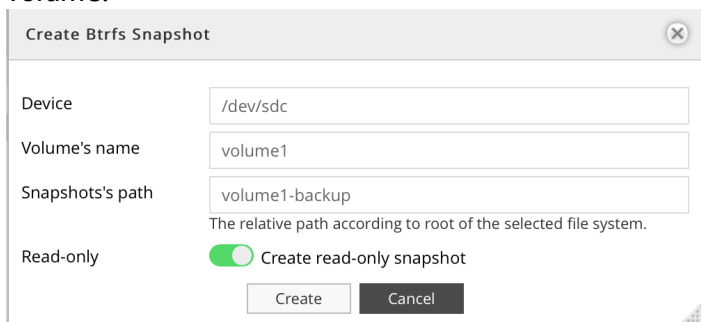 Create Btrfs Snapshot
Device
/dev/sdc
Volume's name
volume1
Snapshots's path
volume1-backup
The relative path according to root of the selected file system.
Read-only
Create read-only snapshot
Create
Cancel